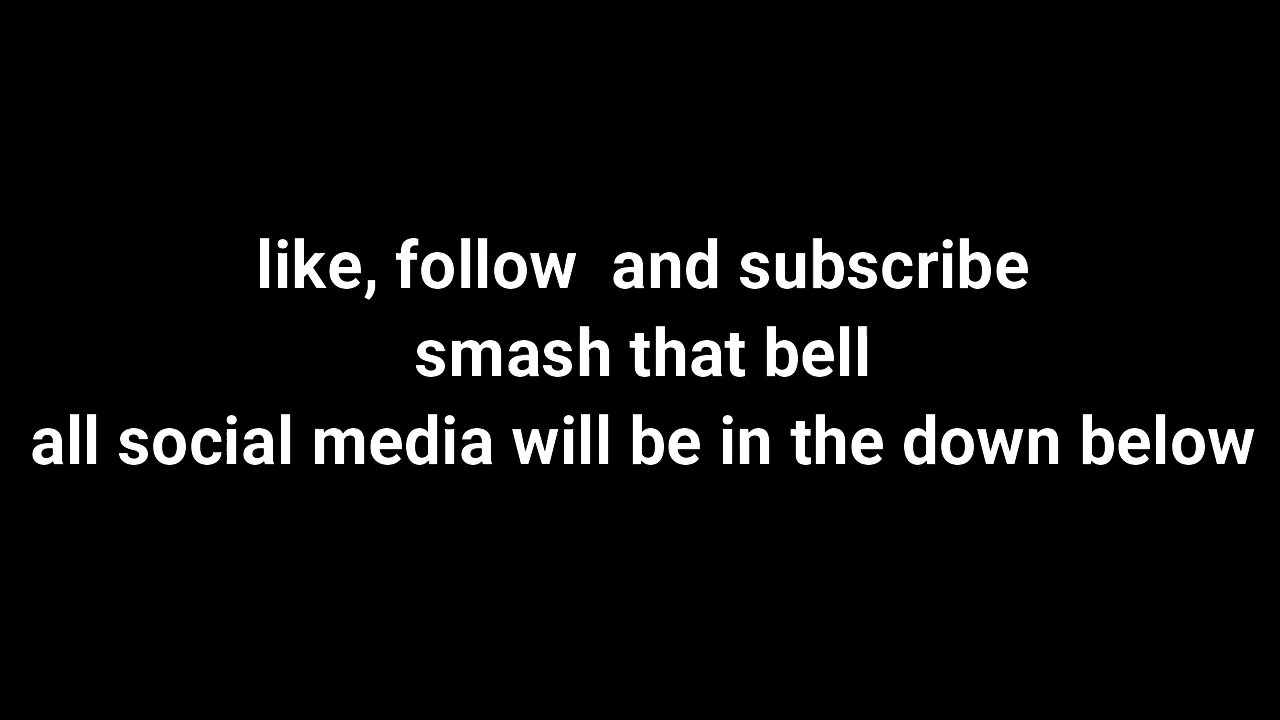 like, follow  and subscribe
smash that bell
all social media will be in the down below